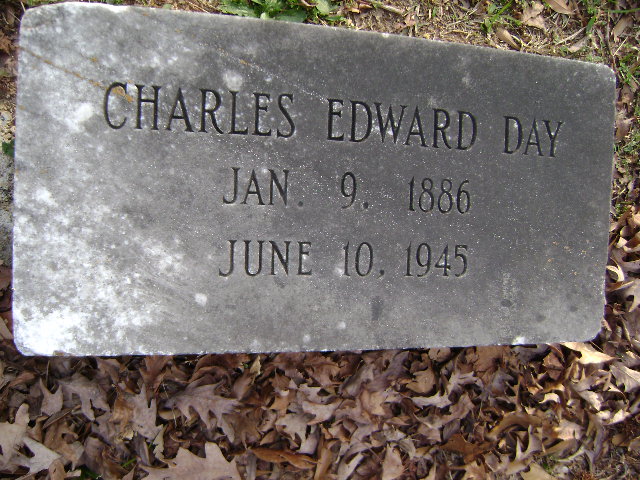 CHARLES EDWARD DAY
JAN. 9. 1886
JUNE 10. 1945